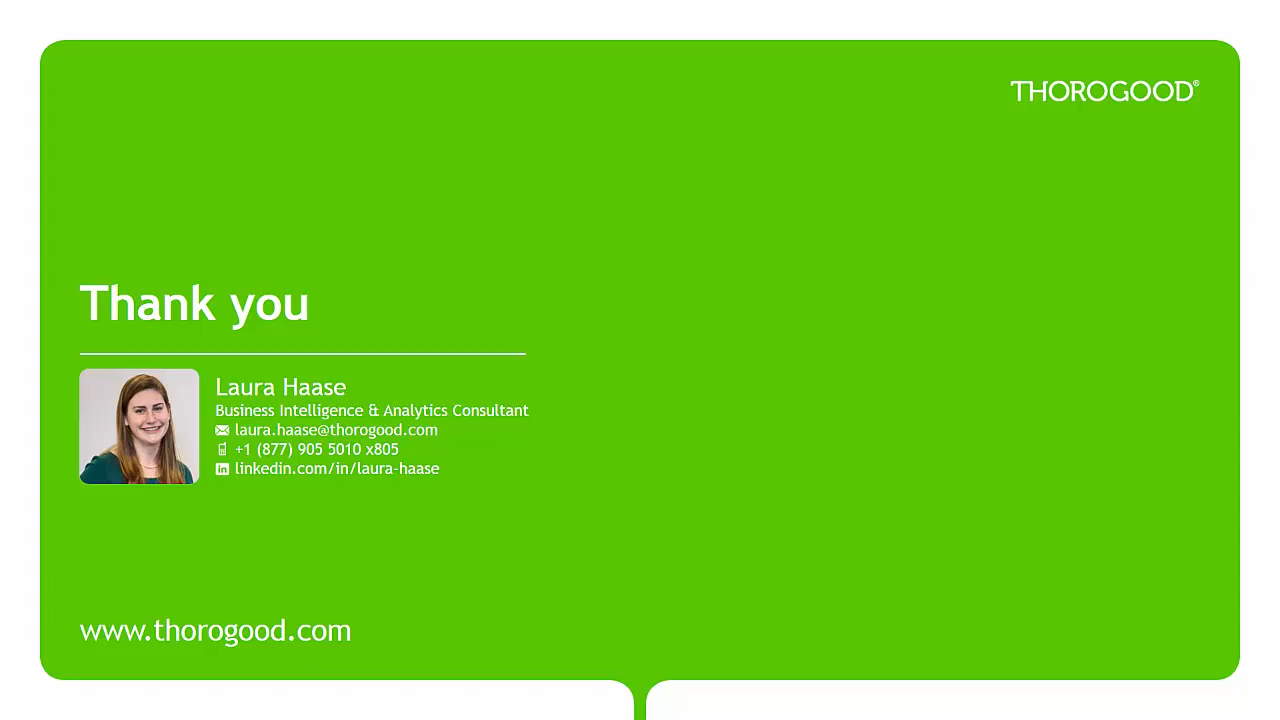 THOROGOOD®
Thank you
Laura Haase
Business Intelligence & Analytics Consultant
laura.haase@thorogood.com
+1 (877) 905 5010 x805
in linkedin.com/in/laura-haase
www.thorogood.com